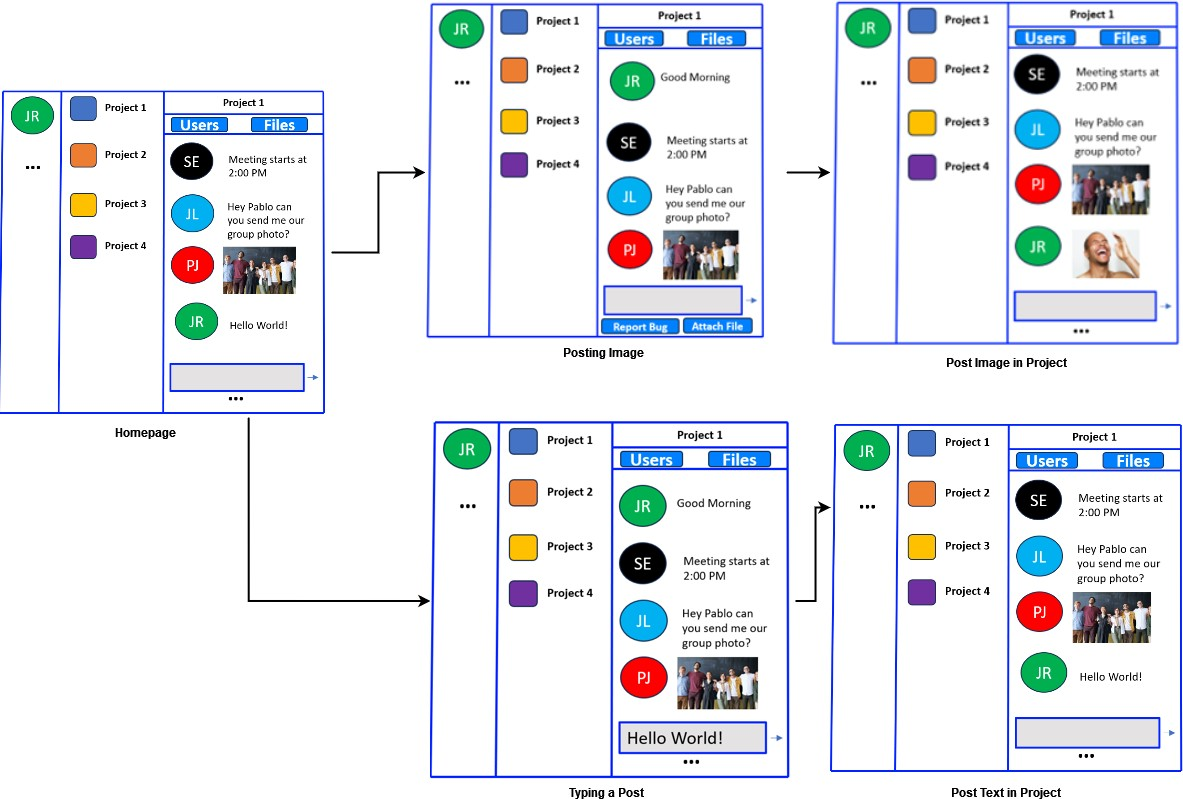 JR
...
Project 1
Project 2
Project 3
Project 4
Project 1
Users
Files
SE
Meeting starts at
2:00 PM
JL
Hey Pablo can
you send me our
group photo?
PJ
JR
Hello World!
...
Homepage
JR
...
Project 1
Project 2
Project 3
Project 4
Project 1
Users
Files
JR
Good Morning
SE
Meeting starts at
2:00 PM
JL
Hey Pablo can
you send me our
group photo?
PJ
Report Bug
Attach File
Posting Image
JR
...
Project 1
Project 2
Project 3
Project 4
Project 1
Users
Files
SE
Meeting starts at
2:00 PM
JL
Hey Pablo can
you send me our
group photo?
PJ
JR
...
Post Image in Project
JR
...
Project 1
Project 2
Project 3
Project 4
Project 1
Users
Files
JR
Good Morning
SE
Meeting starts at
2:00 PM
JL
Hey Pablo can
you send me our
group photo?
PJ
Hello World!
...
Typing a Post
JR
...
Project 1
Project 2
Project 3
Project 4
Project 1
Users
Files
SE
Meeting starts at
2:00 PM
JL
Hey Pablo can
you send me our
group photo?
PJ
JR
Hello World!
...
Post Text in Project